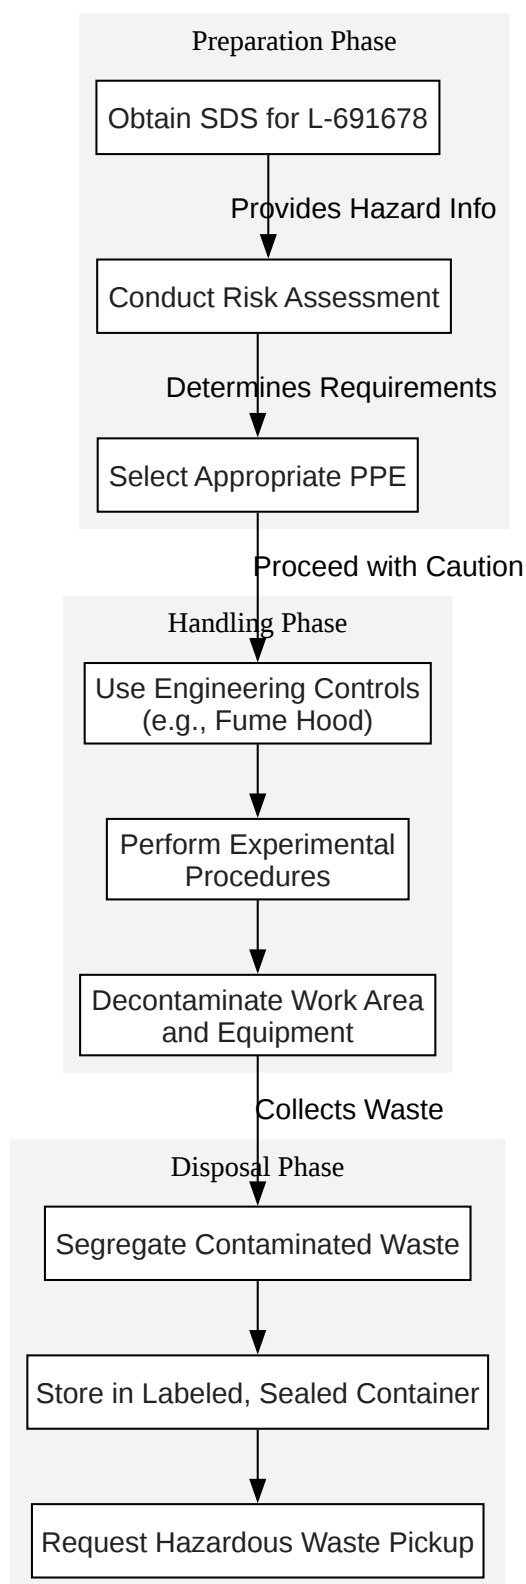 Preparation Phase
Obtain SDS for L-691678
Provides Hazard Info
Conduct Risk Assessment
Determines Requirements
Select Appropriate PPE
Proceed with Caution
Handling Phase
Use Engineering Controls
(e.g., Fume Hood)
Perform Experimental
Procedures
Decontaminate Work Area
and Equipment
Collects Waste
Disposal Phase
Segregate Contaminated Waste
Store in Labeled, Sealed Container
Request Hazardous Waste Pickup